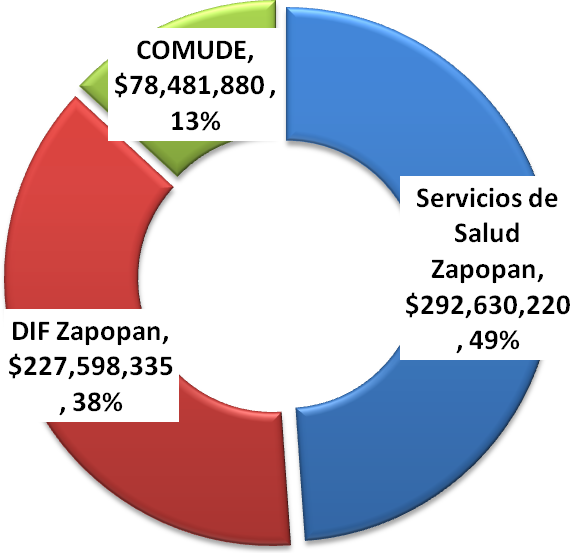 COMUDE,
$78,481,880 ,
13%
Servicios de
Salud
Zapopan,
$292,630,220
, 49%
DIF Zapopan,
$227,598,335
, 38%